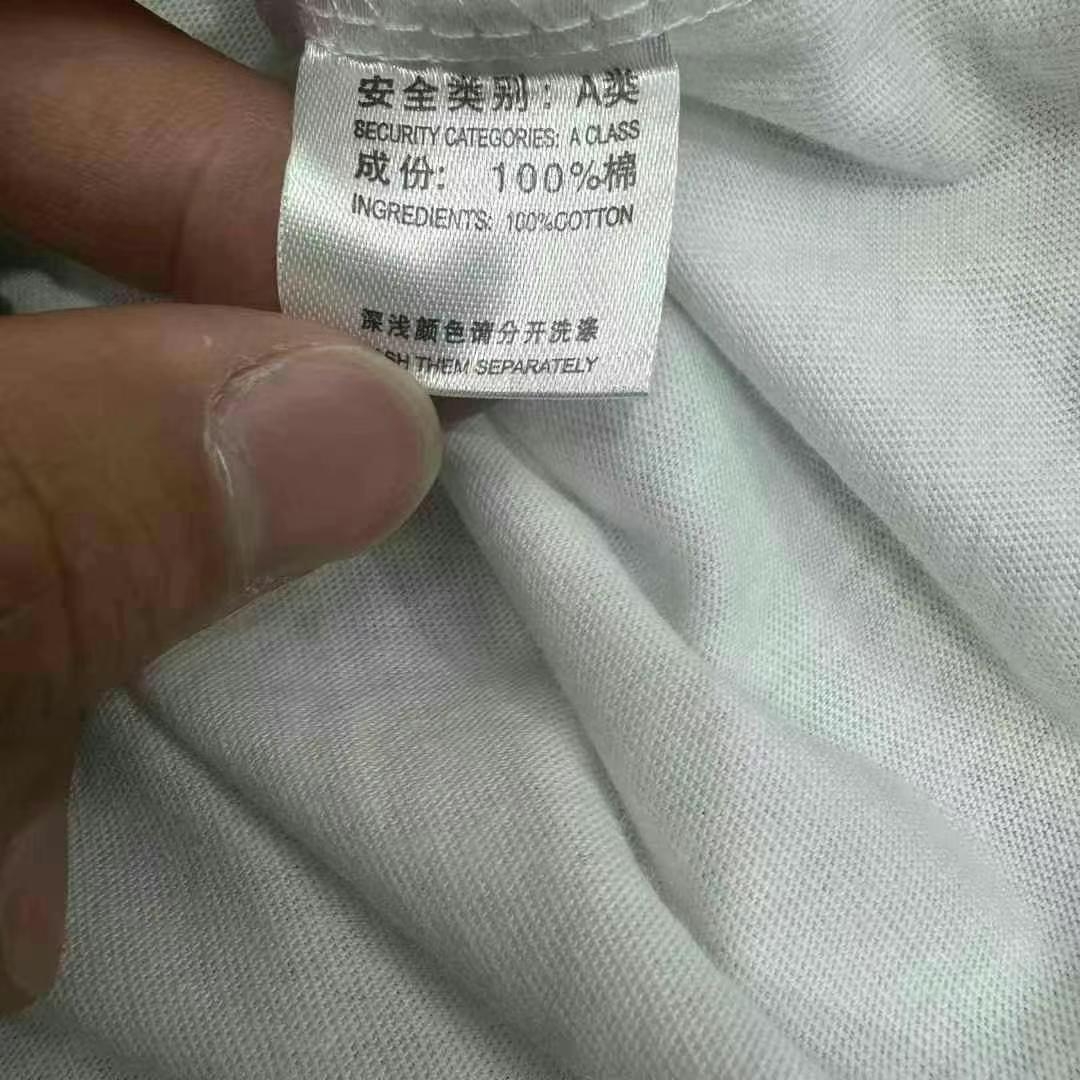 安全类别：A类
SECURITY CATEGORIES: A CLASS
成份: 100%棉
INGREDIENTS: 100%COTTON
深浅颜色请分开洗涤
THEM SEPARATELY